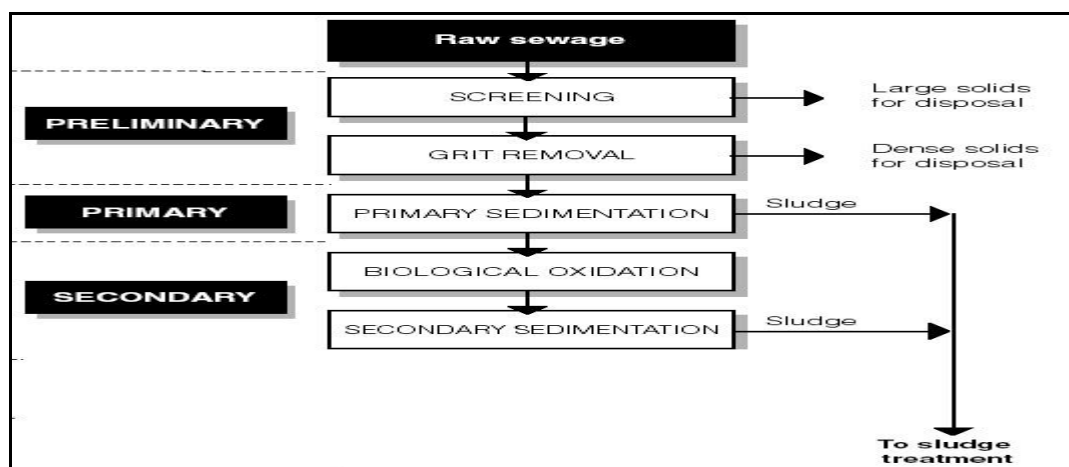 Raw sewage
PRELIMINARY
SCREENING
Large solids
for disposal
GRIT REMOVAL
Dense solids
for disposal
PRIMARY
PRIMARY SEDIMENTATION
Sludge
SECONDARY
BIOLOGICAL OXIDATION
SECONDARY SEDIMENTATION
Sludge
To sludge
treatment